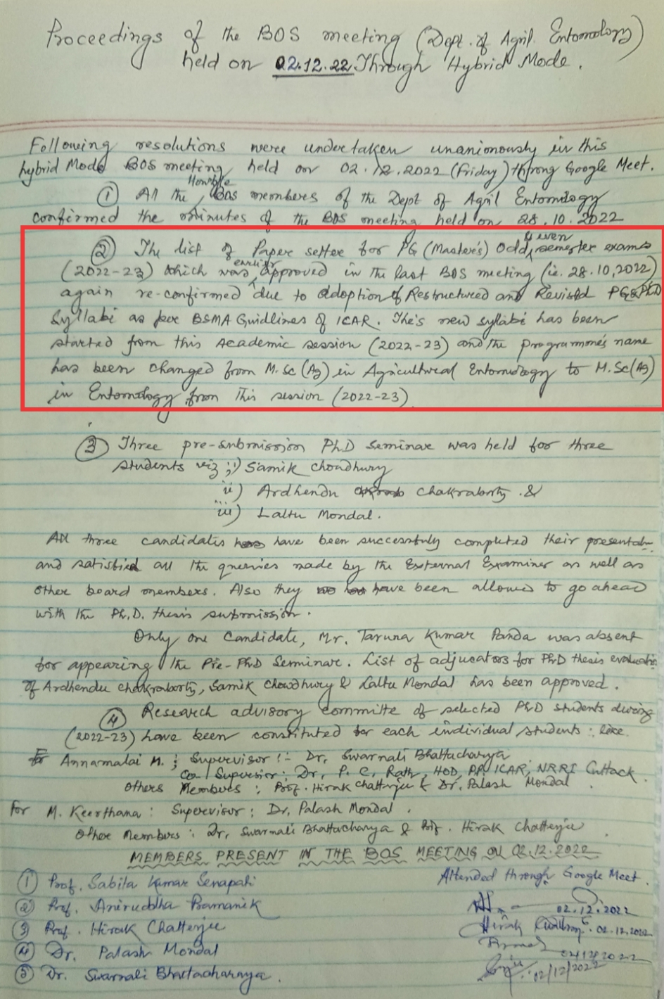 Proceedings of the BOS meeting (Dept. of Agril. Entomology)
held on 02.12.22 Through Hybrid Mode.
Following resolutions were undertaken unanionously in this
hybrid Mode BOS meeting held on 02.12.2022 (Friday) throng Google Meet.
① All the Hon'ble BOS members of the Dept of Agril Entomology
confirmed the minutes of the BOS meeting held on 28.10.2022
② The list of Paper setter for PG (Master's) odd & even semester exams
(2022-23) which was earlier approved in the last BOS meeting (ie. 28.10,2022)
again re-confirmed due to adoption of Restructured and Revised PG & PhD
Syllabi as per BSMA Guidlines of ICAR. The's new syllabi has been
started from this Academic session (2022-23) and the programme's name
has been changed from M.Sc (Ag) in Agricultural Entomology to M.Sc(Ag)
in Entomology from This session (2022-23)
③ Three pre-submission PhD Seminar was held for three
students viz ; i) Samik Choudhury
ii) Ardhendu Chakraborty &
iii) Laltu Mondal.
All three candidates have been successfuly completed their
and satisfied all the queries made by the External Examiner as well as
other board members. Also they have been allowed to go ahead
with the Ph.D. thesis submission.
Only one Candidate, Mr. Taruna Kumar Panda was absent
for appearing the Pre-PhD Seminar. List of adjucators for PhD thesis
of Ardhendu Chakraborty, Samik Chowdhury & Laltu Mondal has been approved.
④ Research advisory committe of selected PhD students during
(2022-23) have been constituted for each individual students : like
For Annamalai M. ; Supervisor :- Dr. Swarnali Bhattacharya
Co-Supervisor: Dr. P. C. Rath, HOD, PP, ICAR, NRRI Cuttack.
Others Members : Prof. Hirak Chatterjee & Dr. Palash Mondal
For M. Keerthana : Supervisor ; Dr. Palash Mondal.
Other Members : Dr. Swarnali Bhattacharya & Prof. Hirak Chatterjee
MEMBERS PRESENT IN THE BOS MEETING ON 02.12.2022
① Prof. Sabita Kumar Senapati Attended through Google Meet.
② Prof. Aniruddha Pramanik 02.12.2022
③ Prof. Hirak Chatterjee Hirak 02.12.2022
④ Dr. Palash Mondal 02/12/2022
⑤ Dr. Swarnali Bhattacharya. 02/12/2022